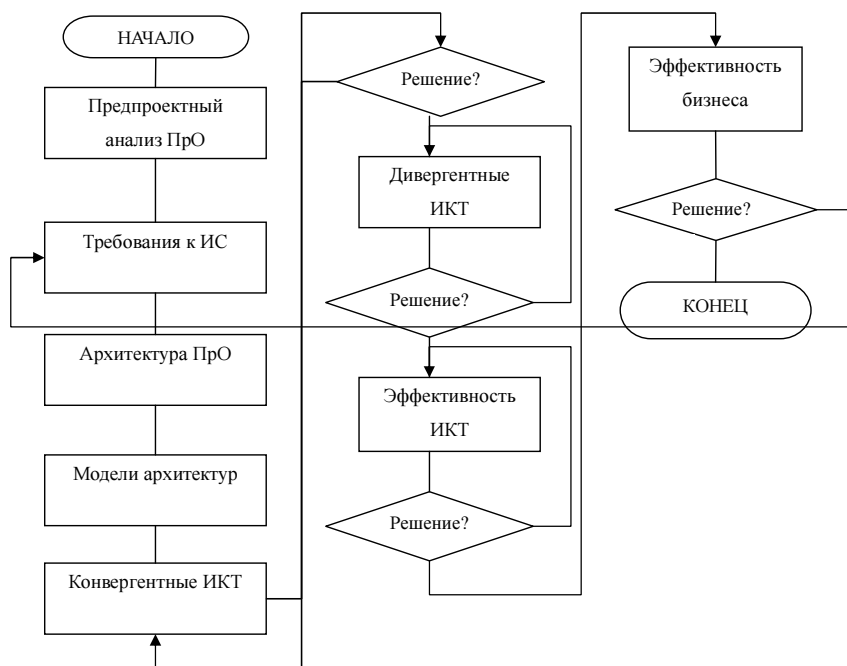 НАЧАЛО
Предпроектный
анализ ПрО
Требования к ИС
Архитектура ПрО
Модели архитектур
Конвергентные ИКТ
Решение?
Дивергентные
ИКТ
Решение?
Эффективность
ИКТ
Решение?
Эффективность
бизнеса
Решение?
КОНЕЦ